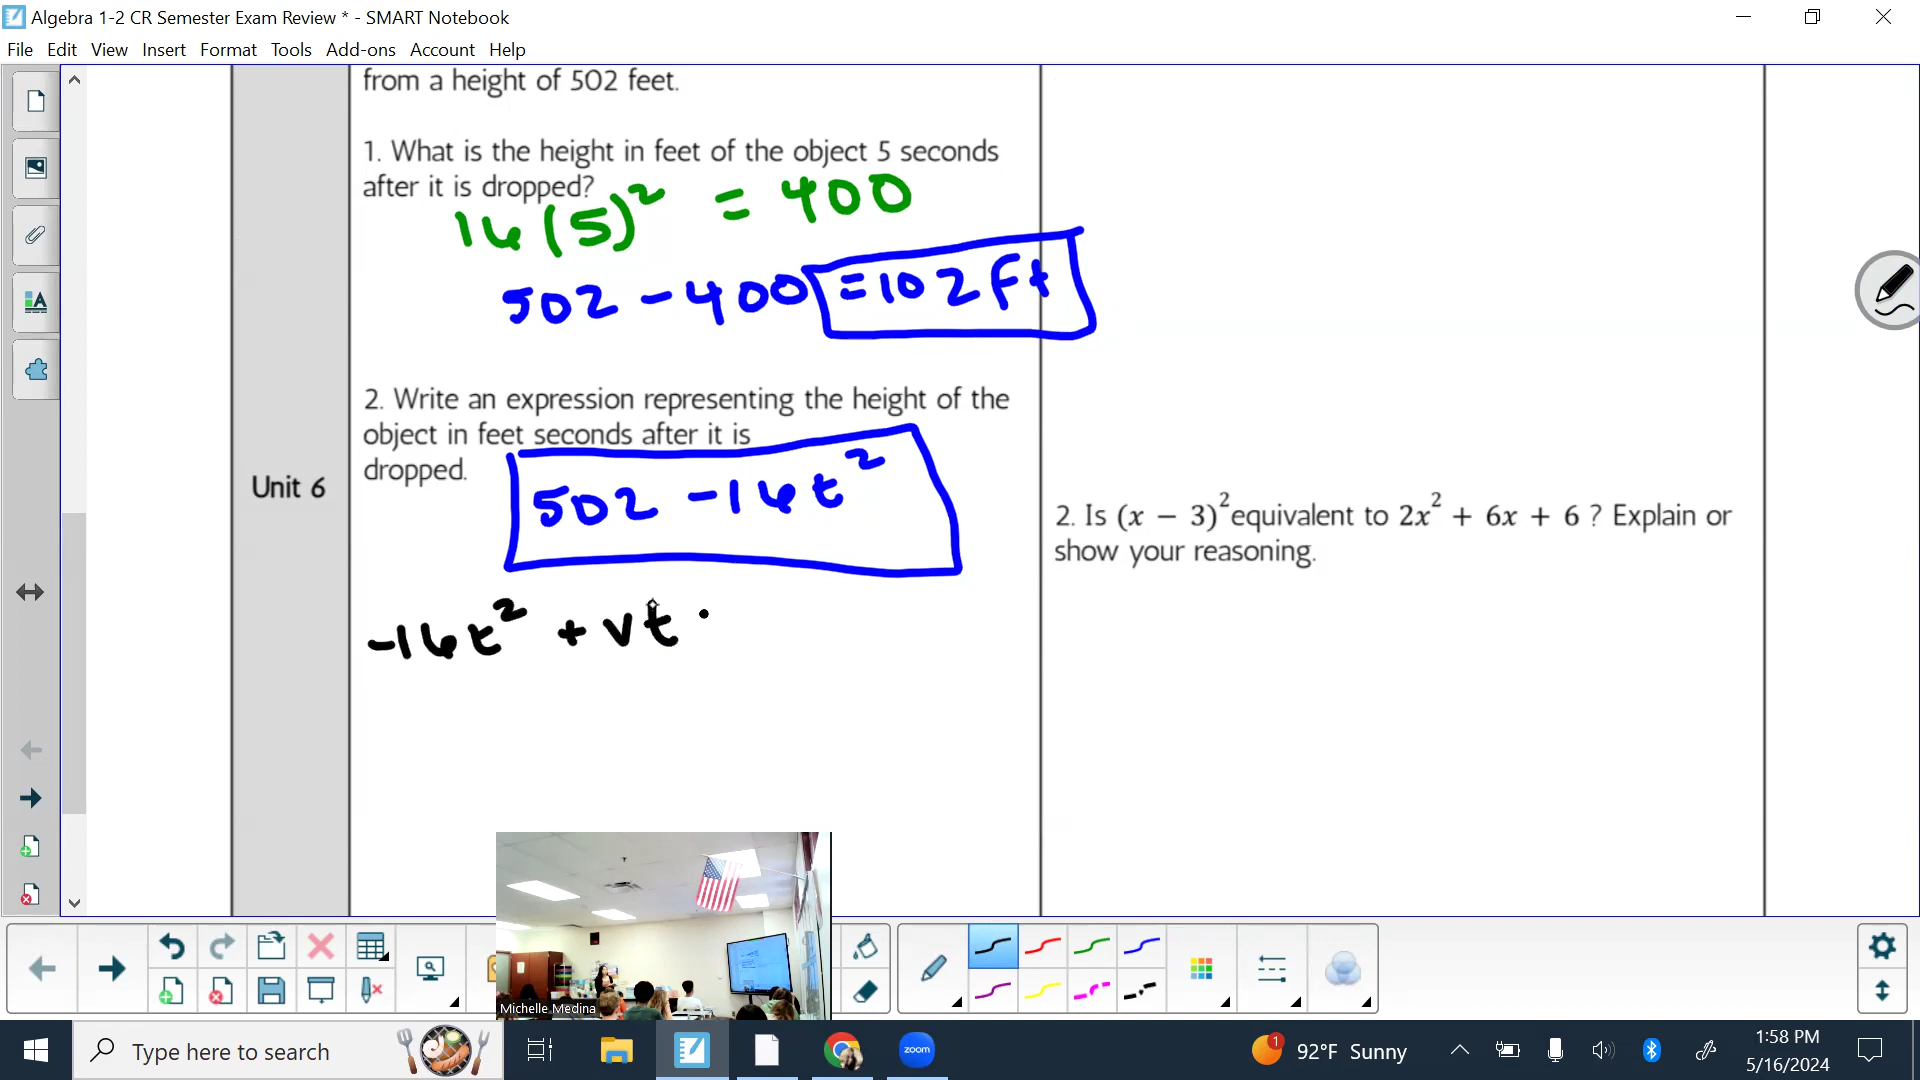 Algebra 1-2 CR Semester Exam Review * - SMART Notebook
File Edit View Insert Format Tools Add-ons Account Help
from a height of 502 feet.
1. What is the height in feet of the object 5 seconds
after it is dropped?
16(5)² = 400
502 - 400 = 102 Ft
2. Write an expression representing the height of the
object in feet seconds after it is
dropped.
502 - 16t²
Unit 6
-16t² + vt
2. Is (x − 3)² equivalent to 2x² + 6x + 6 ? Explain or
show your reasoning.
Michelle Medina
Type here to search
zoom
1
92°F Sunny
1:58 PM
5/16/2024